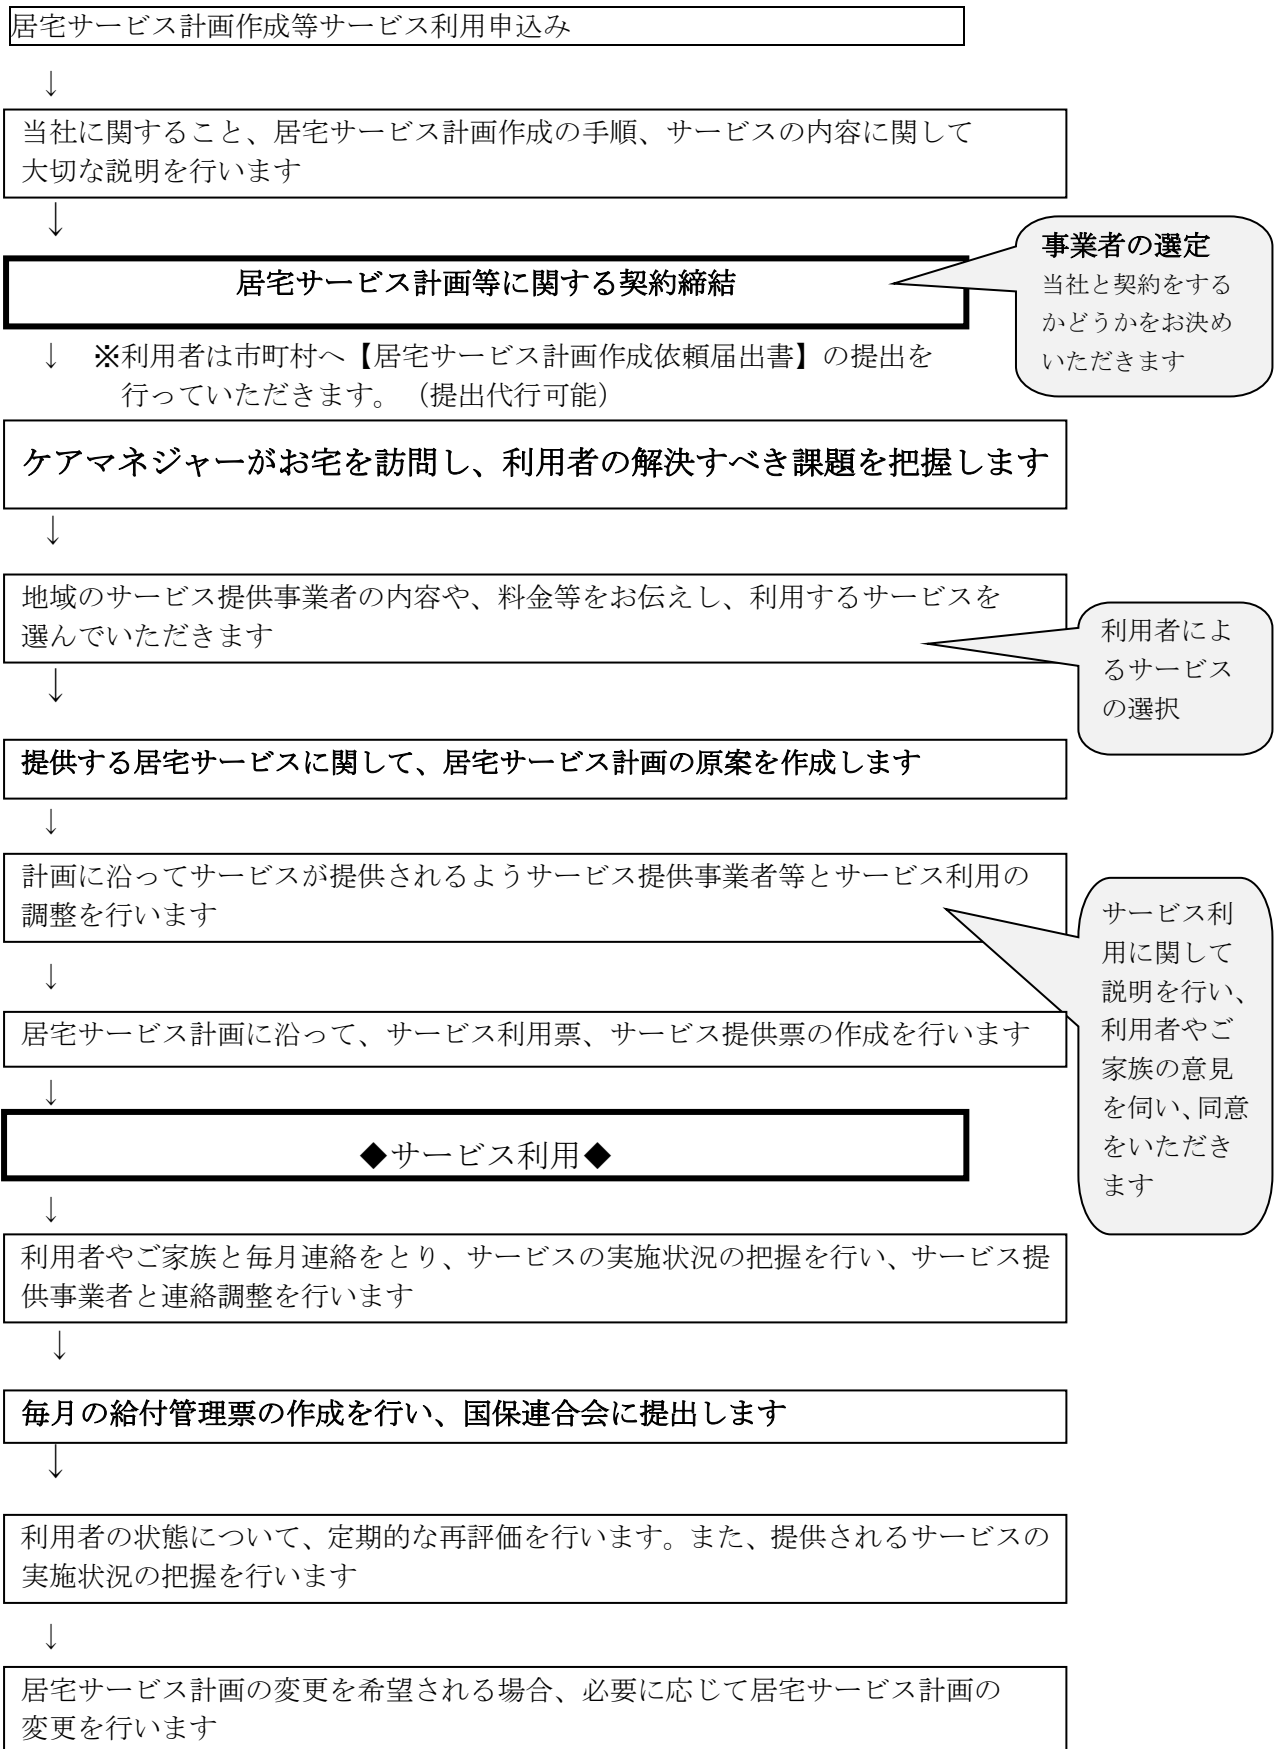 居宅サービス計画作成等サービス利用申込み
↓
当社に関すること、居宅サービス計画作成の手順、サービスの内容に関して
大切な説明を行います
↓
居宅サービス計画等に関する契約締結
事業者の選定
当社と契約をする
かどうかをお決め
いただきます
↓ ※利用者は市町村へ【居宅サービス計画作成依頼届出書】の提出を
行っていただきます。（提出代行可能）
ケアマネジャーがお宅を訪問し、利用者の解決すべき課題を把握します
↓
地域のサービス提供事業者の内容や、料金等をお伝えし、利用するサービスを
選んでいただきます
利用者によ
るサービス
の選択
↓
提供する居宅サービスに関して、居宅サービス計画の原案を作成します
↓
計画に沿ってサービスが提供されるようサービス提供事業者等とサービス利用の
調整を行います
サービス利
用に関して
説明を行い、
利用者やご
家族の意見
を伺い、同意
をいただき
ます
↓
居宅サービス計画に沿って、サービス利用票、サービス提供票の作成を行います
↓
◆サービス利用◆
↓
利用者やご家族と毎月連絡をとり、サービスの実施状況の把握を行い、サービス提
供事業者と連絡調整を行います
↓
毎月の給付管理票の作成を行い、国保連合会に提出します
↓
利用者の状態について、定期的な再評価を行います。また、提供されるサービスの
実施状況の把握を行います
↓
居宅サービス計画の変更を希望される場合、必要に応じて居宅サービス計画の
変更を行います